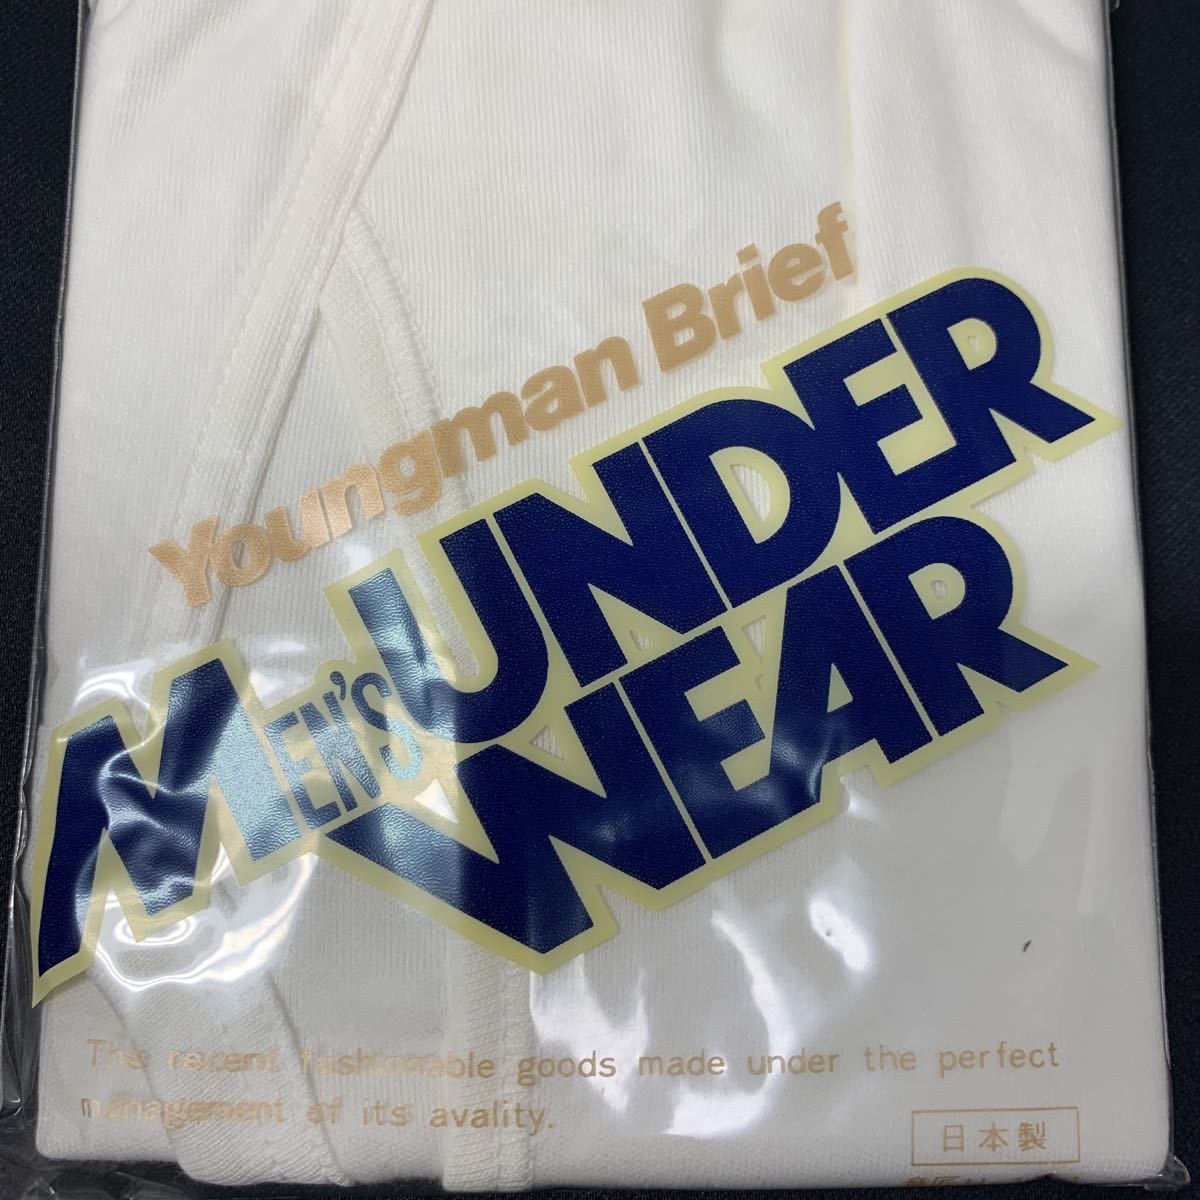 Youngman Brief
MEN'S UNDER
WEAR
The recent fashionable goods made under the perfect
management of its avality.
日本製